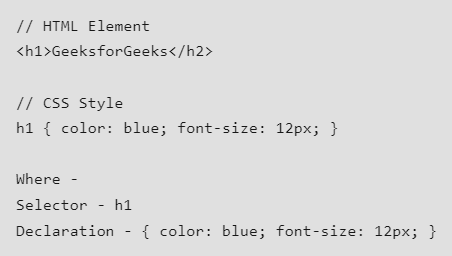 // HTML Element
<h1>GeeksforGeeks</h2>
// CSS Style
h1 { color: blue; font-size: 12px; }
Where -
Selector - h1
Declaration - { color: blue; font-size: 12px; }